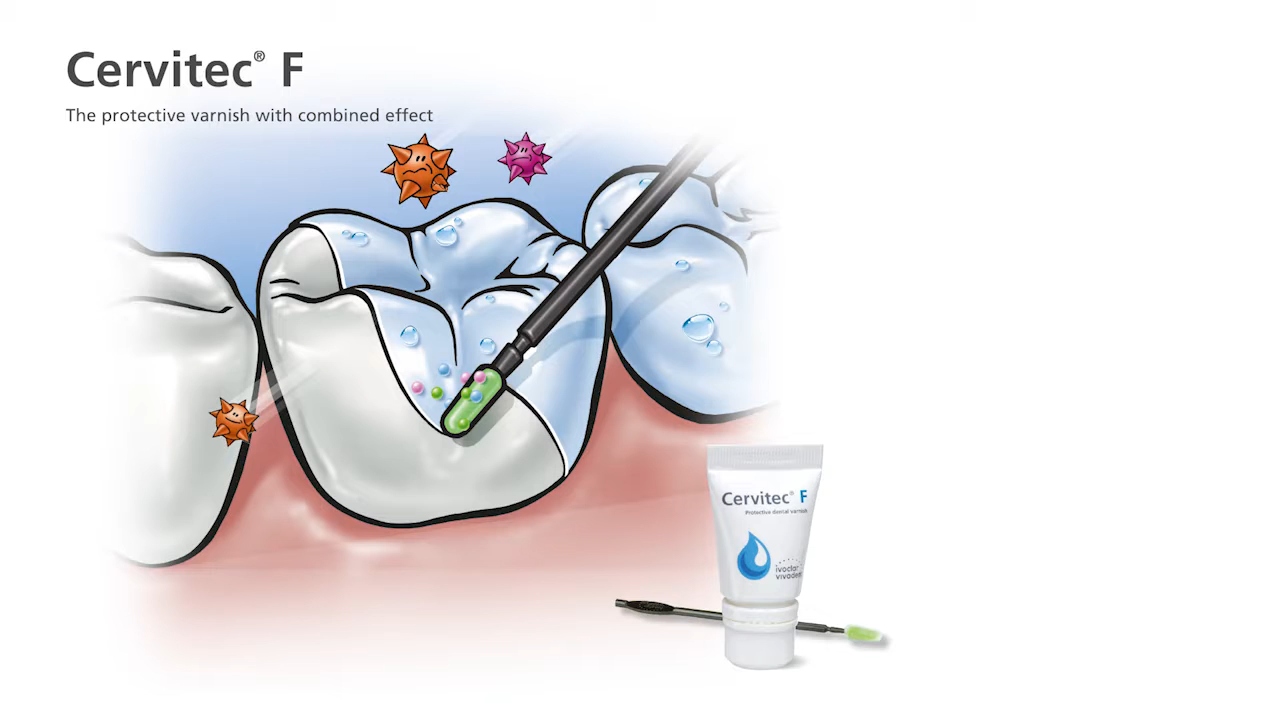 Cervitec® F
The protective varnish with combined effect
Cervitec® F
Protective dental varnish
ivoclar
vivadent